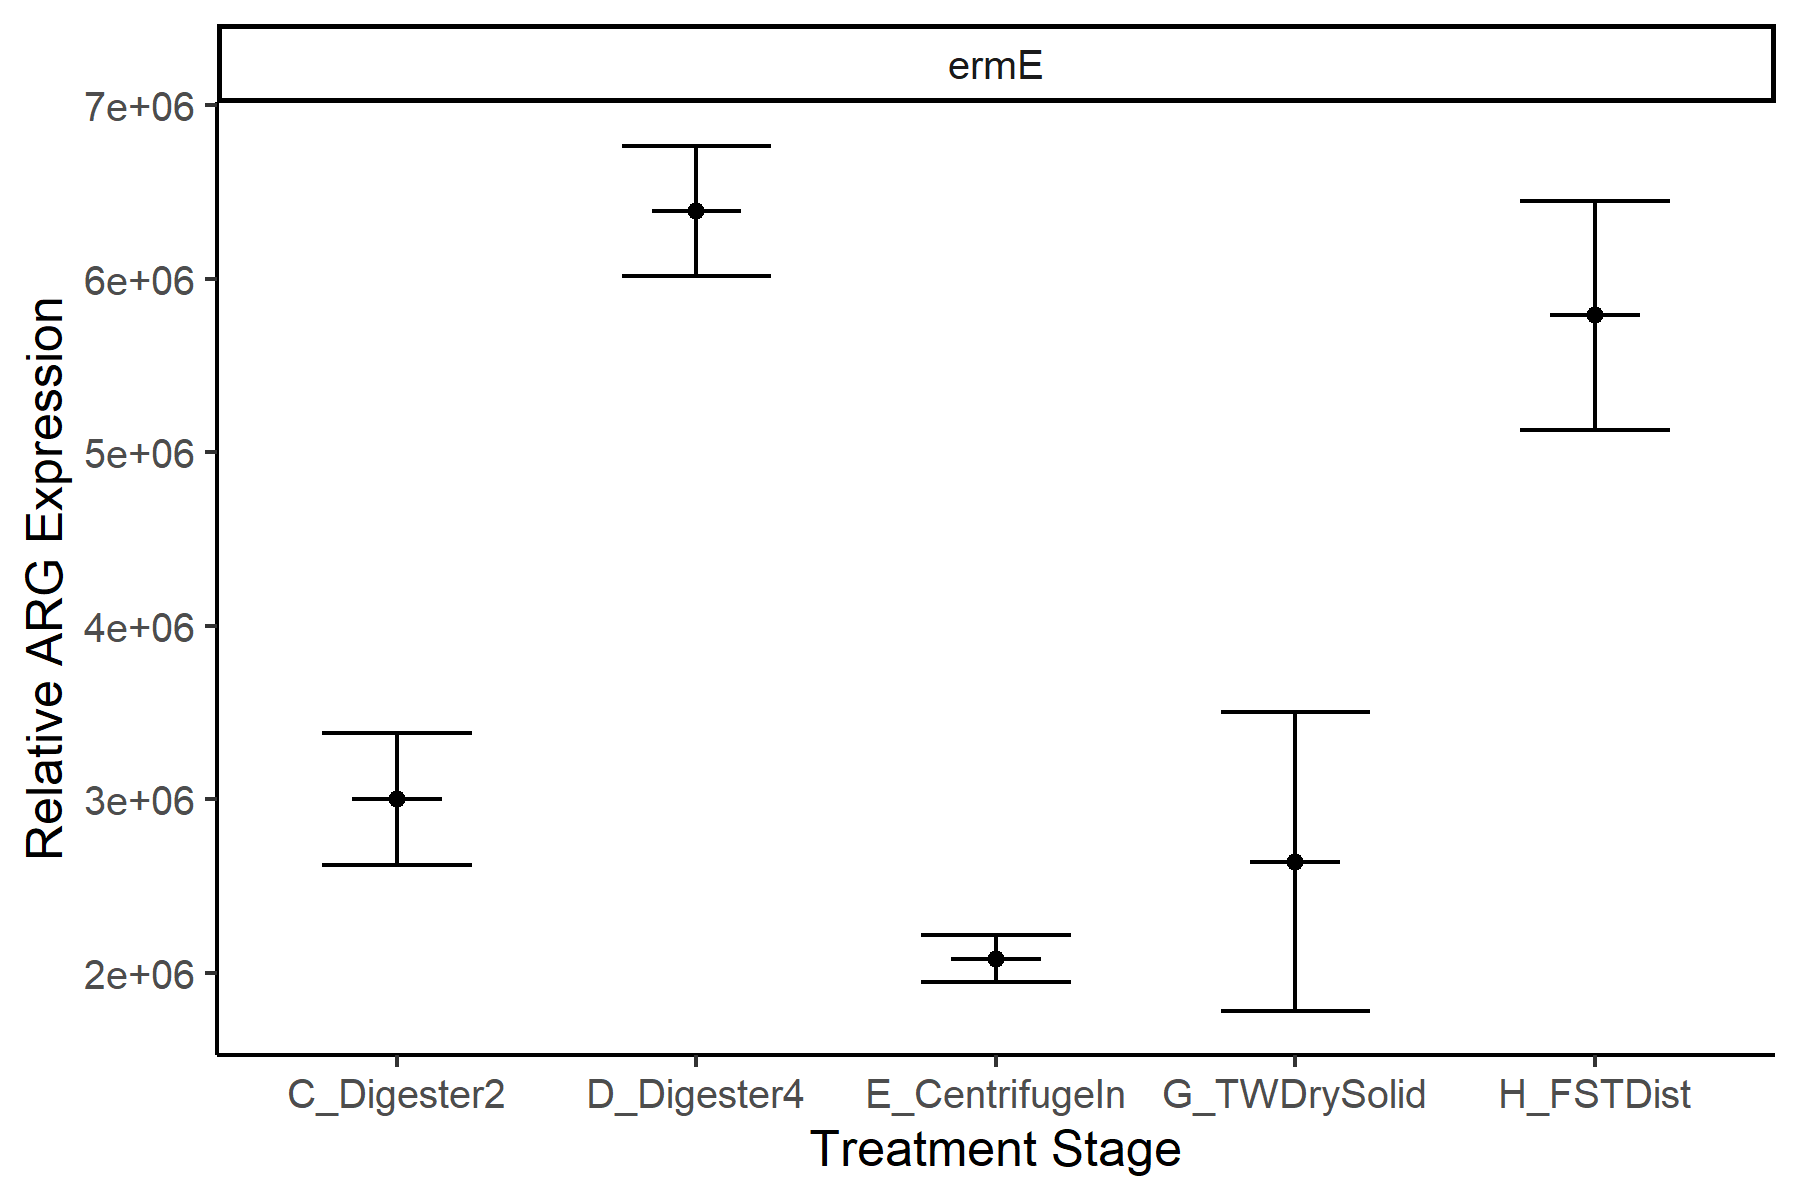 ermE
7e+06
6e+06
5e+06
4e+06
3e+06
2e+06
Relative ARG Expression
C_Digester2 D_Digester4 E_CentrifugeIn G_TWDrySolid H_FSTDist
Treatment Stage